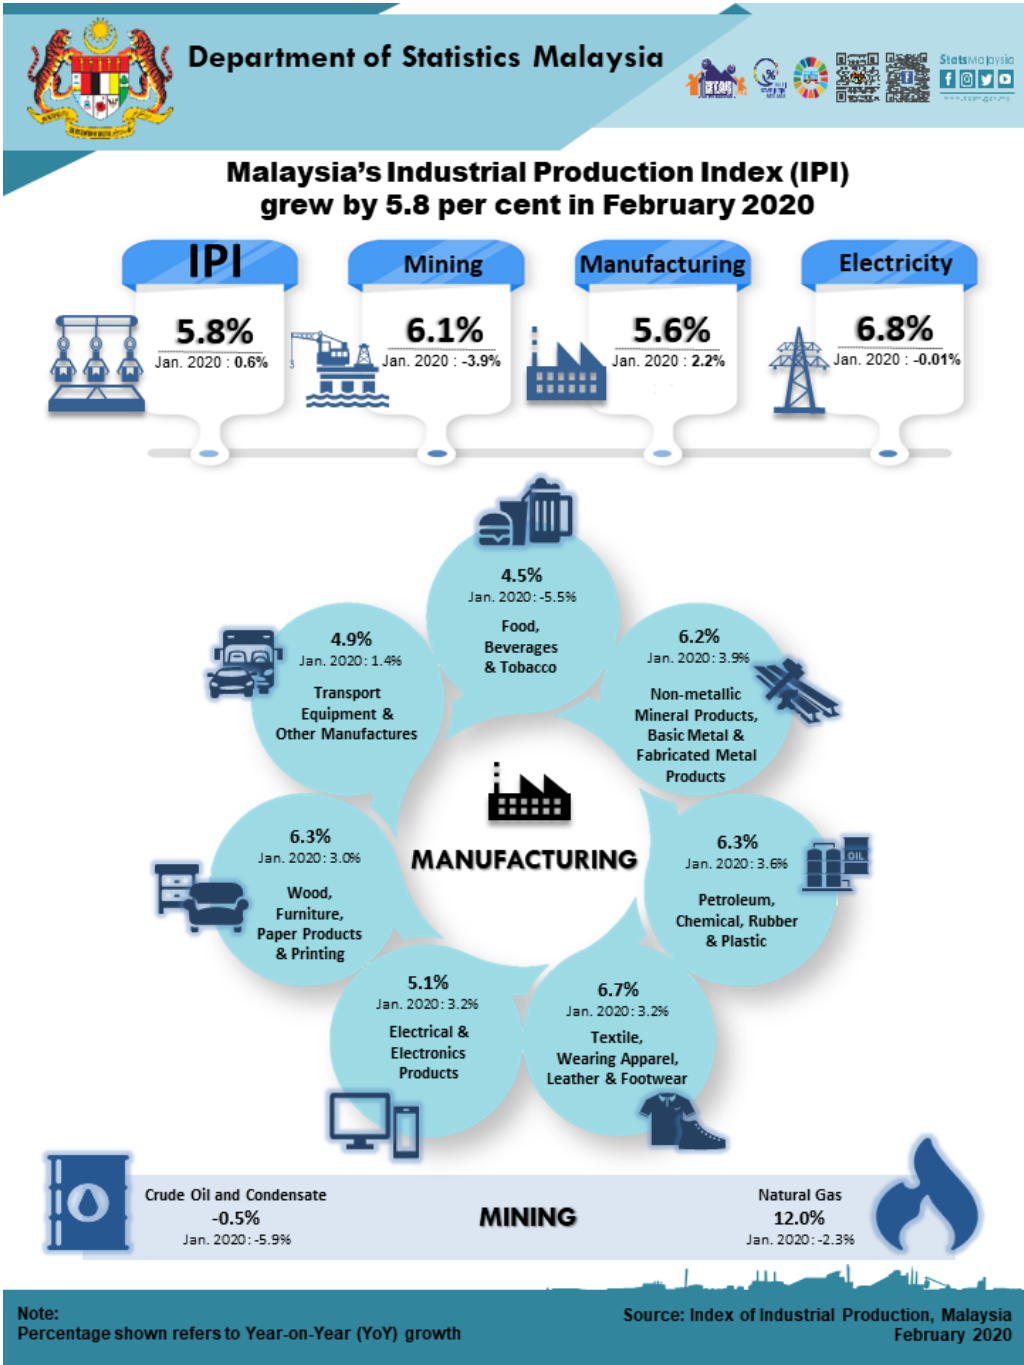 Department of Statistics Malaysia
StatsMalaysia
Malaysia's Industrial Production Index (IPI)
grew by 5.8 per cent in February 2020
IPI
5.8%
Jan. 2020 : 0.6%
Mining
6.1%
Jan. 2020 : -3.9%
Manufacturing
5.6%
Jan. 2020 : 2.2%
Electricity
6.8%
Jan. 2020 : -0.01%
4.5%
Jan. 2020: -5.5%
Food,
Beverages
& Tobacco
4.9%
Jan. 2020: 1.4%
Transport
Equipment &
Other Manufactures
6.2%
Jan. 2020: 3.9%
Non-metallic
Mineral Products,
Basic Metal &
Fabricated Metal
Products
MANUFACTURING
6.3%
Jan. 2020: 3.0%
Wood,
Furniture,
Paper Products
& Printing
6.3%
Jan. 2020: 3.6%
Petroleum,
Chemical, Rubber
& Plastic
OIL
5.1%
Jan. 2020: 3.2%
Electrical &
Electronics
Products
6.7%
Jan. 2020: 3.2%
Textile,
Wearing Apparel,
Leather & Footwear
Crude Oil and Condensate
-0.5%
Jan. 2020: -5.9%
MINING
Natural Gas
12.0%
Jan. 2020: -2.3%
Note:
Percentage shown refers to Year-on-Year (YoY) growth
Source: Index of Industrial Production, Malaysia
February 2020